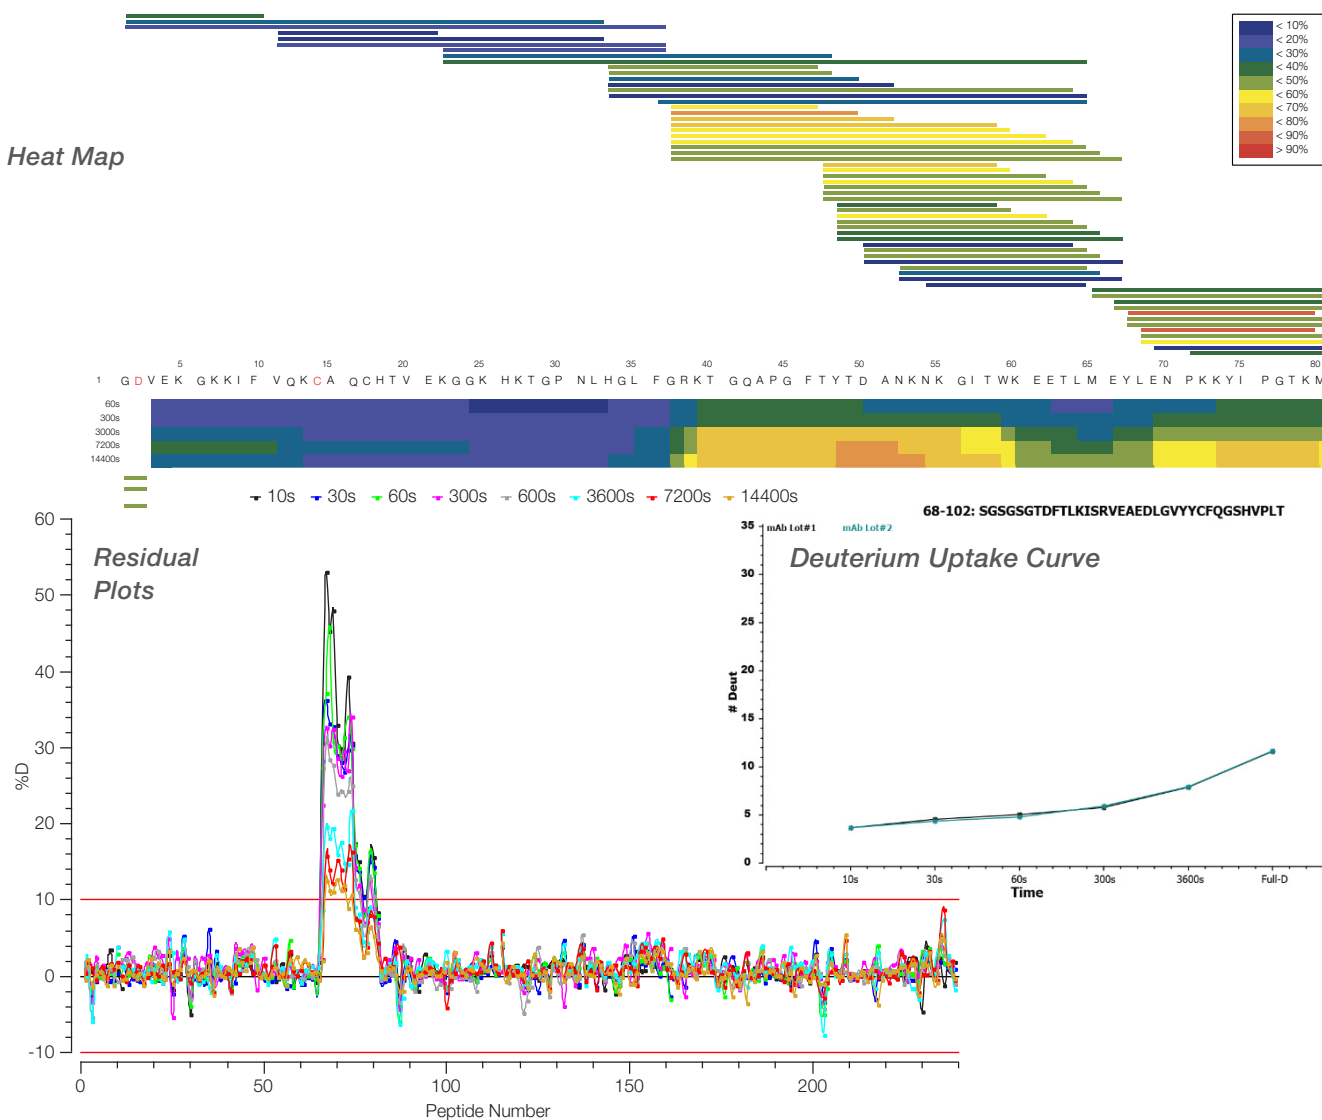 < 10%
< 20%
< 30%
< 40%
< 50%
< 60%
< 70%
< 80%
< 90%
> 90%
Heat Map
5 10 15 20 25 30 35 40 45 50 55 60 65 70 75 80
1 G D V E K G K K I F V Q K C A Q C H T V E K G G K H K T G P N L H G L F G R K T G Q A P G F T Y T D A N K N K G I T W K E E T L M E Y L E N P K K Y I P G T K M
60s
300s
3000s
7200s
14400s
10s 30s 60s 300s 600s 3600s 7200s 14400s
68-102: SGSGSGTDFTLKISRVEAEDLGVYYCFQGSHVPLT
mAb Lot#1 mAb Lot#2
Residual
Plots
Deuterium Uptake Curve
60
50
40
30
20
10
0
-10
%D
0 50 100 150 200
Peptide Number
35
30
25
20
15
10
5
0
# Deut
10s 30s 60s 300s 3600s Full-D
Time